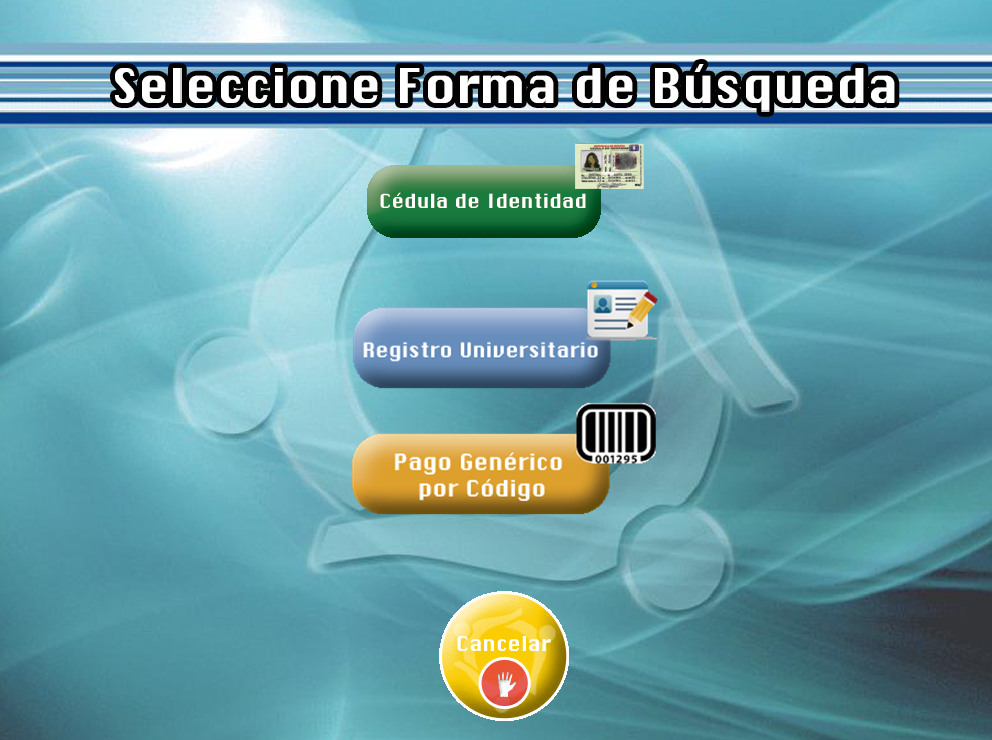 Seleccione Forma de Búsqueda
Cédula de Identidad
Registro Universitario
001295
Pago Genérico
por Código
Cancelar